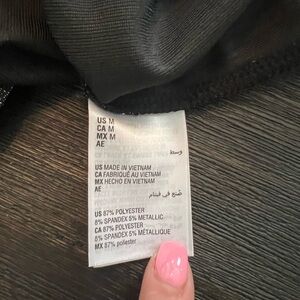 US M
CA M
MX M
AE
وسط
US MADE IN VIETNAM
CA FABRIQUÉ AU VIETNAM
MX HECHO EN VIETNAM
AE
صنع في فيتنام
US 87% POLYESTER
8% SPANDEX 5% METALLIC
CA 87% POLYESTER
8% SPANDEX 5% MÉTALLIQUE
MX 87% poliester